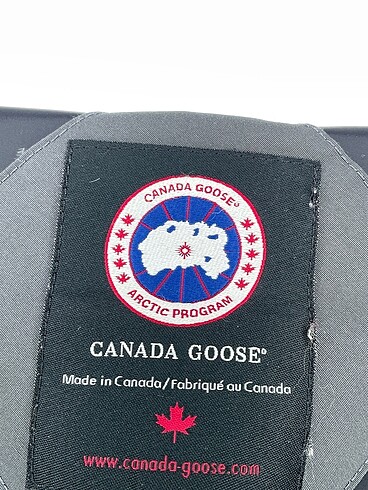 CANADA GOOSE®
ARCTIC PROGRAM
CANADA GOOSE®
Made in Canada/Fabriqué au Canada
www.canada-goose.com